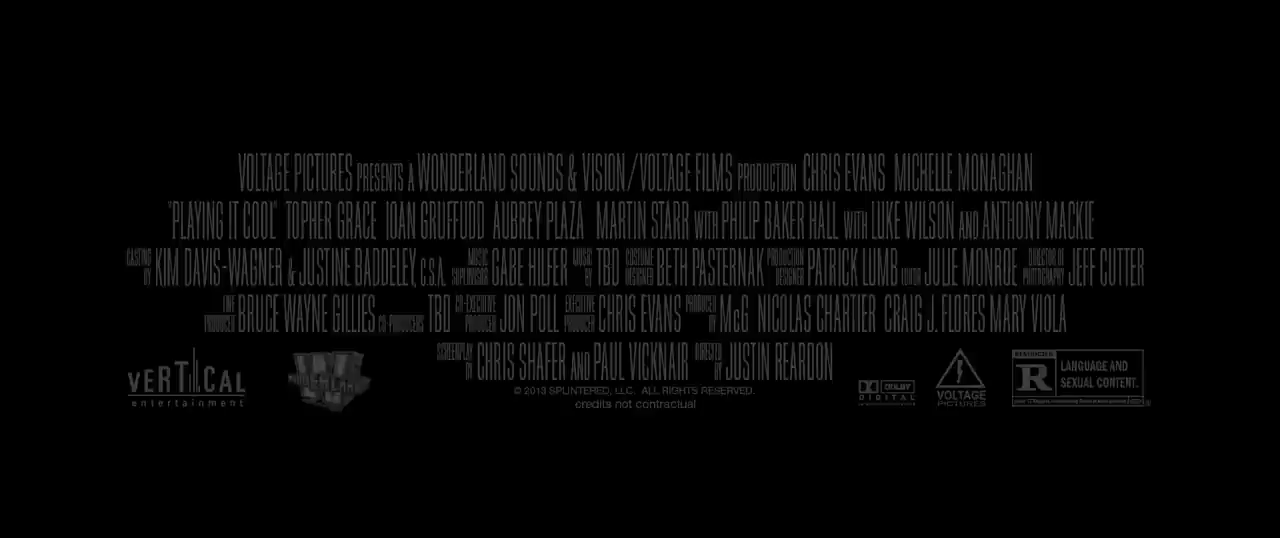 VOLTAGE PICTURES PRESENTS A WONDERLAND SOUNDS & VISION/VOLTAGE FILMS PRODUCTION CHRIS EVANS MICHELLE MONAGHAN
"PLAYING IT COOL" TOPHER GRACE IOAN GRUFFUDD AUBREY PLAZA MARTIN STARR WITH PHILIP BAKER HALL WITH LUKE WILSON AND ANTHONY MACKIE
CASTING BY KIM DAVIS-WAGNER & JUSTINE BADDELEY, C.S.A. MUSIC SUPERVISOR GABE HILFER MUSIC BY TBD COSTUME DESIGNER BETH PASTERNAK PRODUCTION DESIGNER PATRICK LUMB EDITOR JULIE MONROE DIRECTOR OF PHOTOGRAPHY JEFF CUTTER
LINE PRODUCER BRUCE WAYNE GILLIES CO-PRODUCERS TBD CO-EXECUTIVE PRODUCER JON POLL EXECUTIVE PRODUCER CHRIS EVANS PRODUCED BY McG NICOLAS CHARTIER CRAIG J. FLORES MARY VIOLA
SCREENPLAY BY CHRIS SHAFER AND PAUL VICKNAIR DIRECTED BY JUSTIN REARDON
© 2013 SPLINTERED, LLC. ALL RIGHTS RESERVED.
credits not contractual
VERTICAL
entertainment
DOLBY
DIGITAL
VOLTAGE
PICTURES
RESTRICTED
R
LANGUAGE AND
SEXUAL CONTENT.